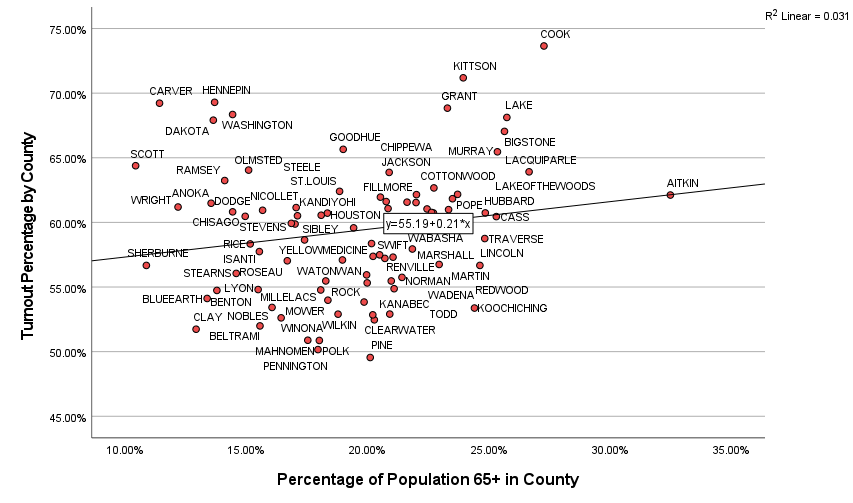 R² Linear = 0.031
75.00%
COOK
KITTSON
70.00%
CARVER
HENNEPIN
GRANT
LAKE
DAKOTA
WASHINGTON
GOODHUE
CHIPPEWA
BIGSTONE
65.00%
SCOTT
MURRAY
OLMSTED
STEELE
JACKSON
LACQUIPARLE
RAMSEY
ST.LOUIS
COTTONWOOD
LAKEOFTHEWOODS
AITKIN
FILLMORE
WRIGHT
ANOKA
DODGE
NICOLLET
KANDIYOHI
POPE
HUBBARD
60.00%
CHISAGO
STEVENS
SIBLEY
HOUSTON
CASS
y=55.19+0.21*x
RICE
SWIFT
WABASHA
TRAVERSE
SHERBURNE
ISANTI
YELLOWMEDICINE
MARSHALL
LINCOLN
STEARNS
ROSEAU
WATONWAN
RENVILLE
MARTIN
NORMAN
55.00%
LYON
REDWOOD
BLUEEARTH
BENTON
MILLELACS
ROCK
WADENA
KANABEC
KOOCHICHING
CLAY
NOBLES
MOWER
TODD
BELTRAMI
WINONA
WILKIN
CLEARWATER
50.00%
MAHNOMEN
POLK
PINE
PENNINGTON
45.00%
10.00%
15.00%
20.00%
25.00%
30.00%
35.00%
Turnout Percentage by County
Percentage of Population 65+ in County